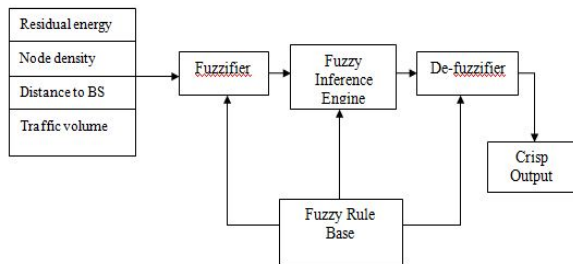 Residual energy
Node density
Distance to BS
Traffic volume
Fuzzifier
Fuzzy
Inference
Engine
De-fuzzifier
Crisp
Output
Fuzzy Rule
Base